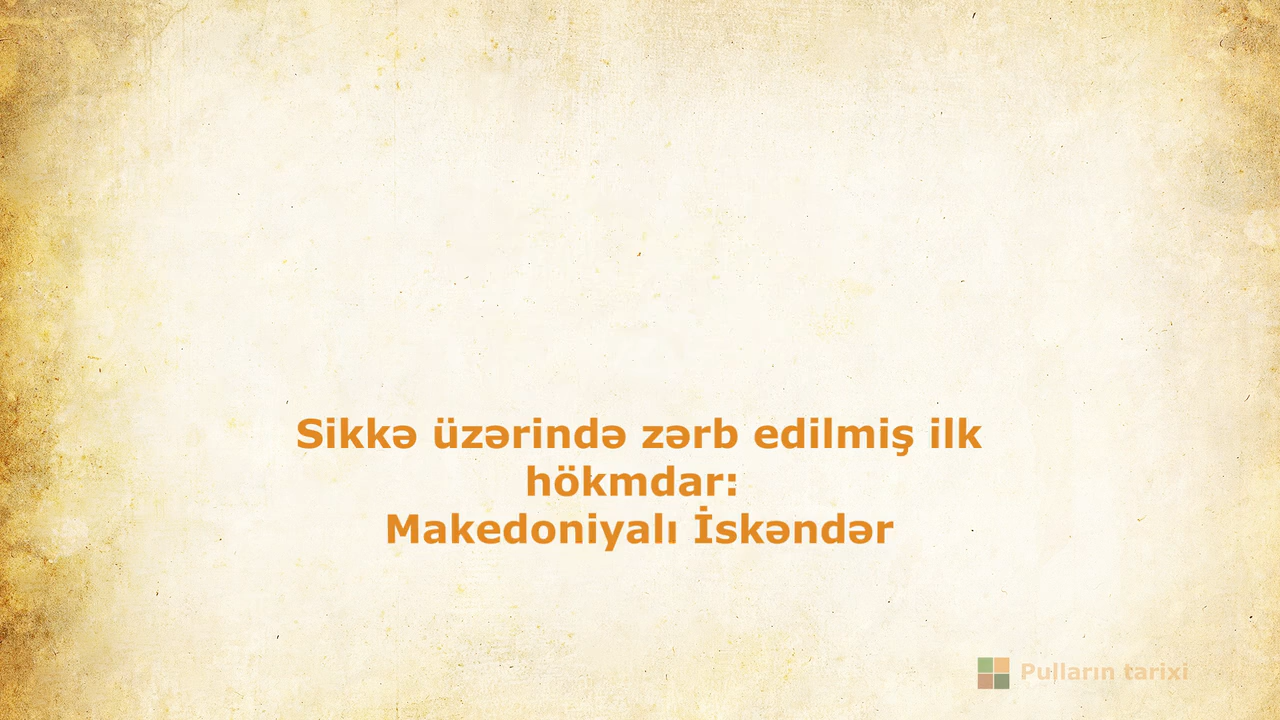 Sikkə üzərində zərb edilmiş ilk
hökmdar:
Makedoniyalı İskəndər
Pulların tarixi